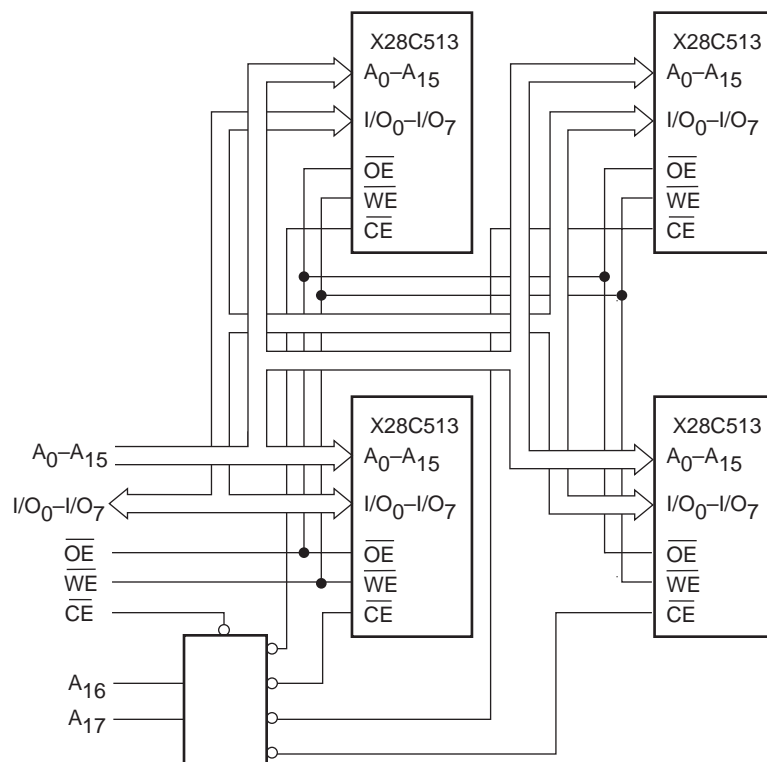 X28C513
A0–A15
I/O0–I/O7
OE
WE
CE
X28C513
A0–A15
I/O0–I/O7
OE
WE
CE
X28C513
A0–A15
I/O0–I/O7
OE
WE
CE
X28C513
A0–A15
I/O0–I/O7
OE
WE
CE
A0–A15
I/O0–I/O7
OE
WE
CE
A16
A17